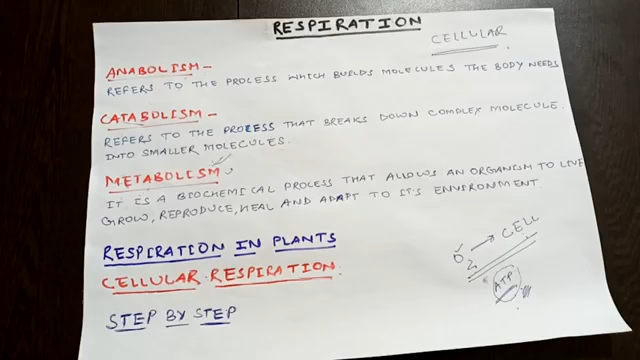 RESPIRATION
CELLULAR
ANABOLISM -
REFERS TO THE PROCESS WHICH BUILDS MOLECULES THE BODY NEEDS
CATABOLISM -
REFERS TO THE PROCESS THAT BREAKS DOWN COMPLEX MOLECULE.
INTO SMALLER MOLECULES.
METABOLISM -
IT IS A BIOCHEMICAL PROCESS THAT ALLOWS AN ORGANISM TO LIVE
GROW, REPRODUCE, HEAL AND ADAPT TO IT'S ENVIRONMENT
RESPIRATION IN PLANTS
O2 → CELL
CELLULAR RESPIRATION.
ATP
STEP BY STEP